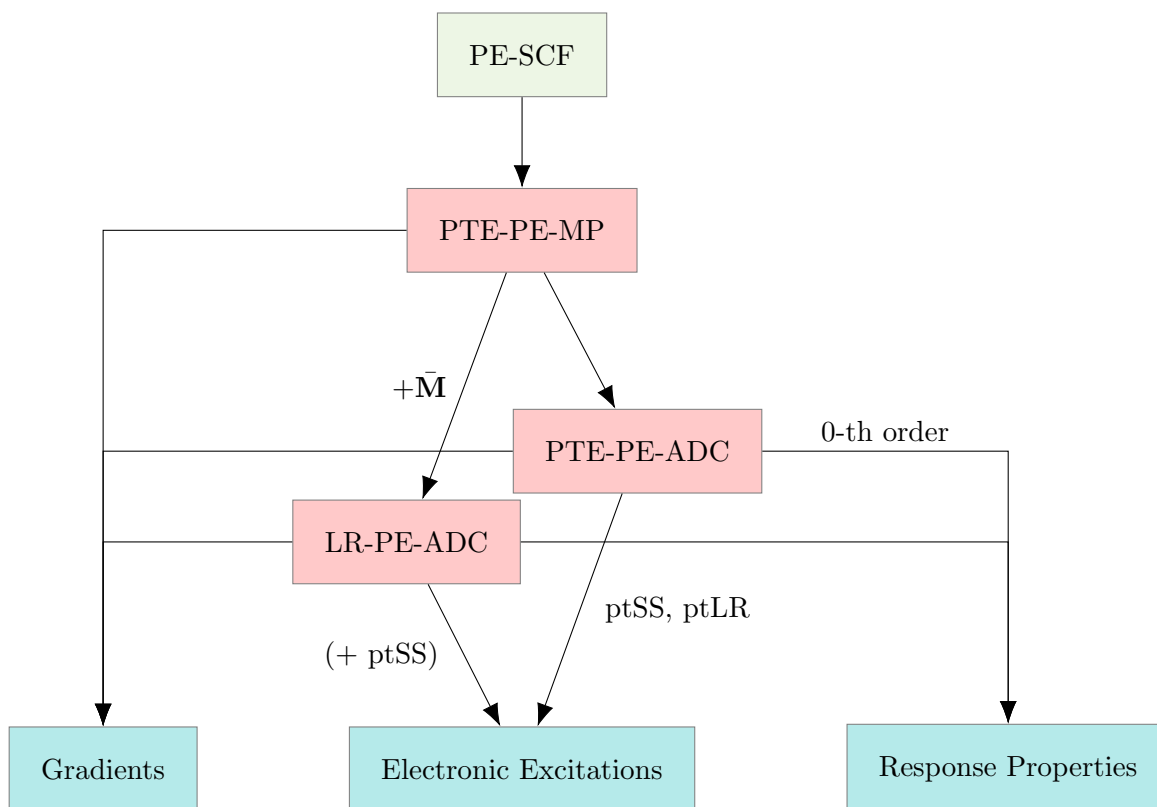 PE-SCF
PTE-PE-MP
+M̄
PTE-PE-ADC
0-th order
LR-PE-ADC
ptSS, ptLR
(+ ptSS)
Gradients
Electronic Excitations
Response Properties